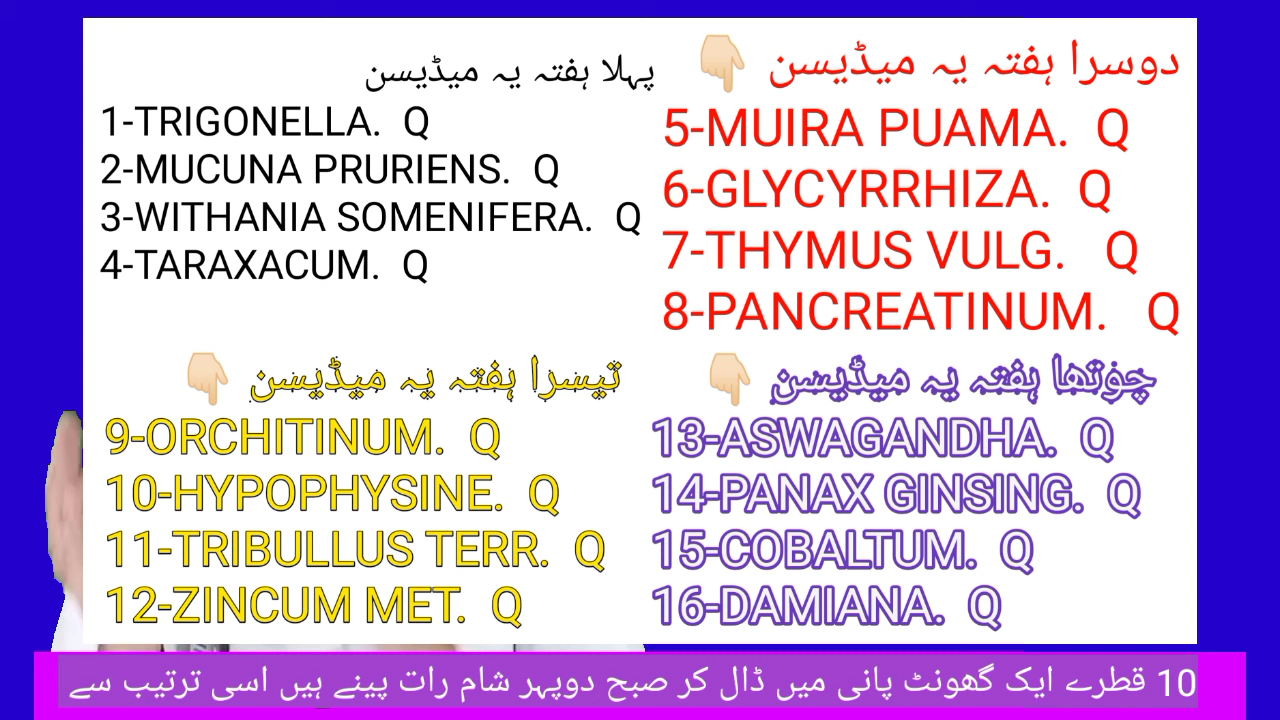 پہلا ہفتہ یہ میڈیسن
1-TRIGONELLA. Q
2-MUCUNA PRURIENS. Q
3-WITHANIA SOMENIFERA. Q
4-TARAXACUM. Q
دوسرا ہفتہ یہ میڈیسن 👇🏻
5-MUIRA PUAMA. Q
6-GLYCYRRHIZA. Q
7-THYMUS VULG. Q
8-PANCREATINUM. Q
تیسرا ہفتہ یہ میڈیسن 👇🏻
9-ORCHITINUM. Q
10-HYPOPHYSINE. Q
11-TRIBULLUS TERR. Q
12-ZINCUM MET. Q
چوتھا ہفتہ یہ میڈیسن 👇🏻
13-ASWAGANDHA. Q
14-PANAX GINSING. Q
15-COBALTUM. Q
16-DAMIANA. Q
10 قطرے ایک گھونٹ پانی میں ڈال کر صبح دوپہر شام رات پینے ہیں اسی ترتیب سے